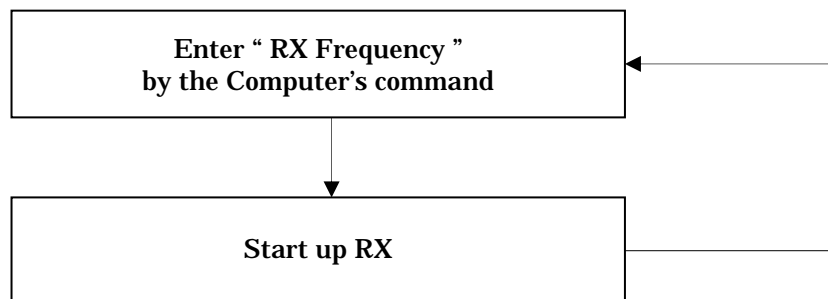 Enter “ RX Frequency ”
by the Computer’s command
Start up RX